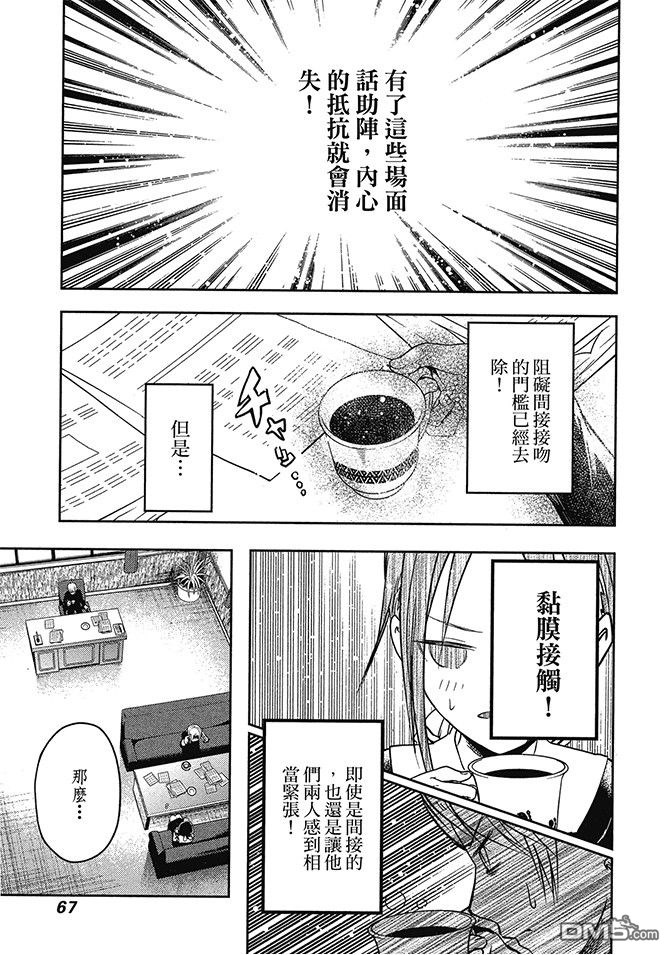 有了這些場面
話助陣，內心
的抵抗就會消
失！
阻礙間接接吻
的門檻已經去
除！
チャ
…
但是…
黏膜接觸！
即使是間接的
，也還是讓他
們兩人感到相
當緊張！
那麼…
67
DM5.com